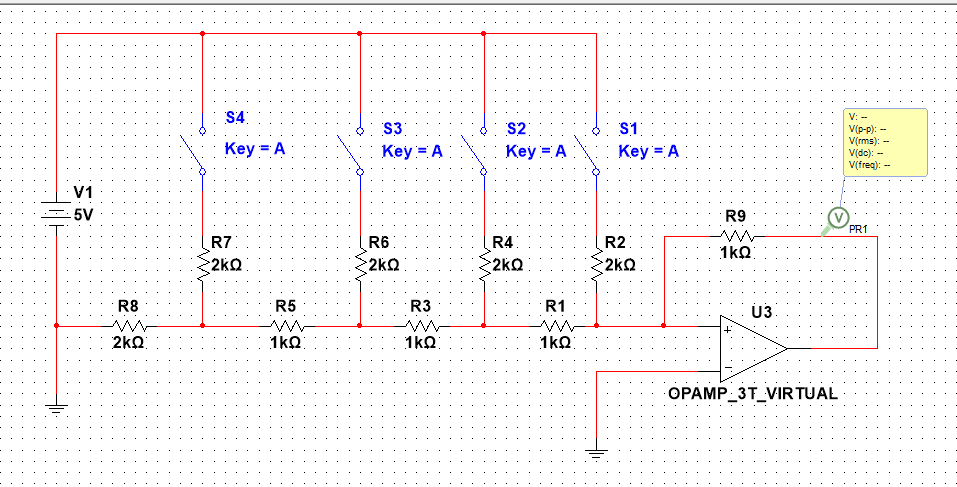 S4
Key = A
S3
Key = A
S2
Key = A
S1
Key = A
V: --
V(p-p): --
V(rms): --
V(dc): --
V(freq): --
V
PR1
V1
5V
R7
2kΩ
R6
2kΩ
R4
2kΩ
R2
2kΩ
R9
1kΩ
R8
2kΩ
R5
1kΩ
R3
1kΩ
R1
1kΩ
U3
+
−
OPAMP_3T_VIRTUAL